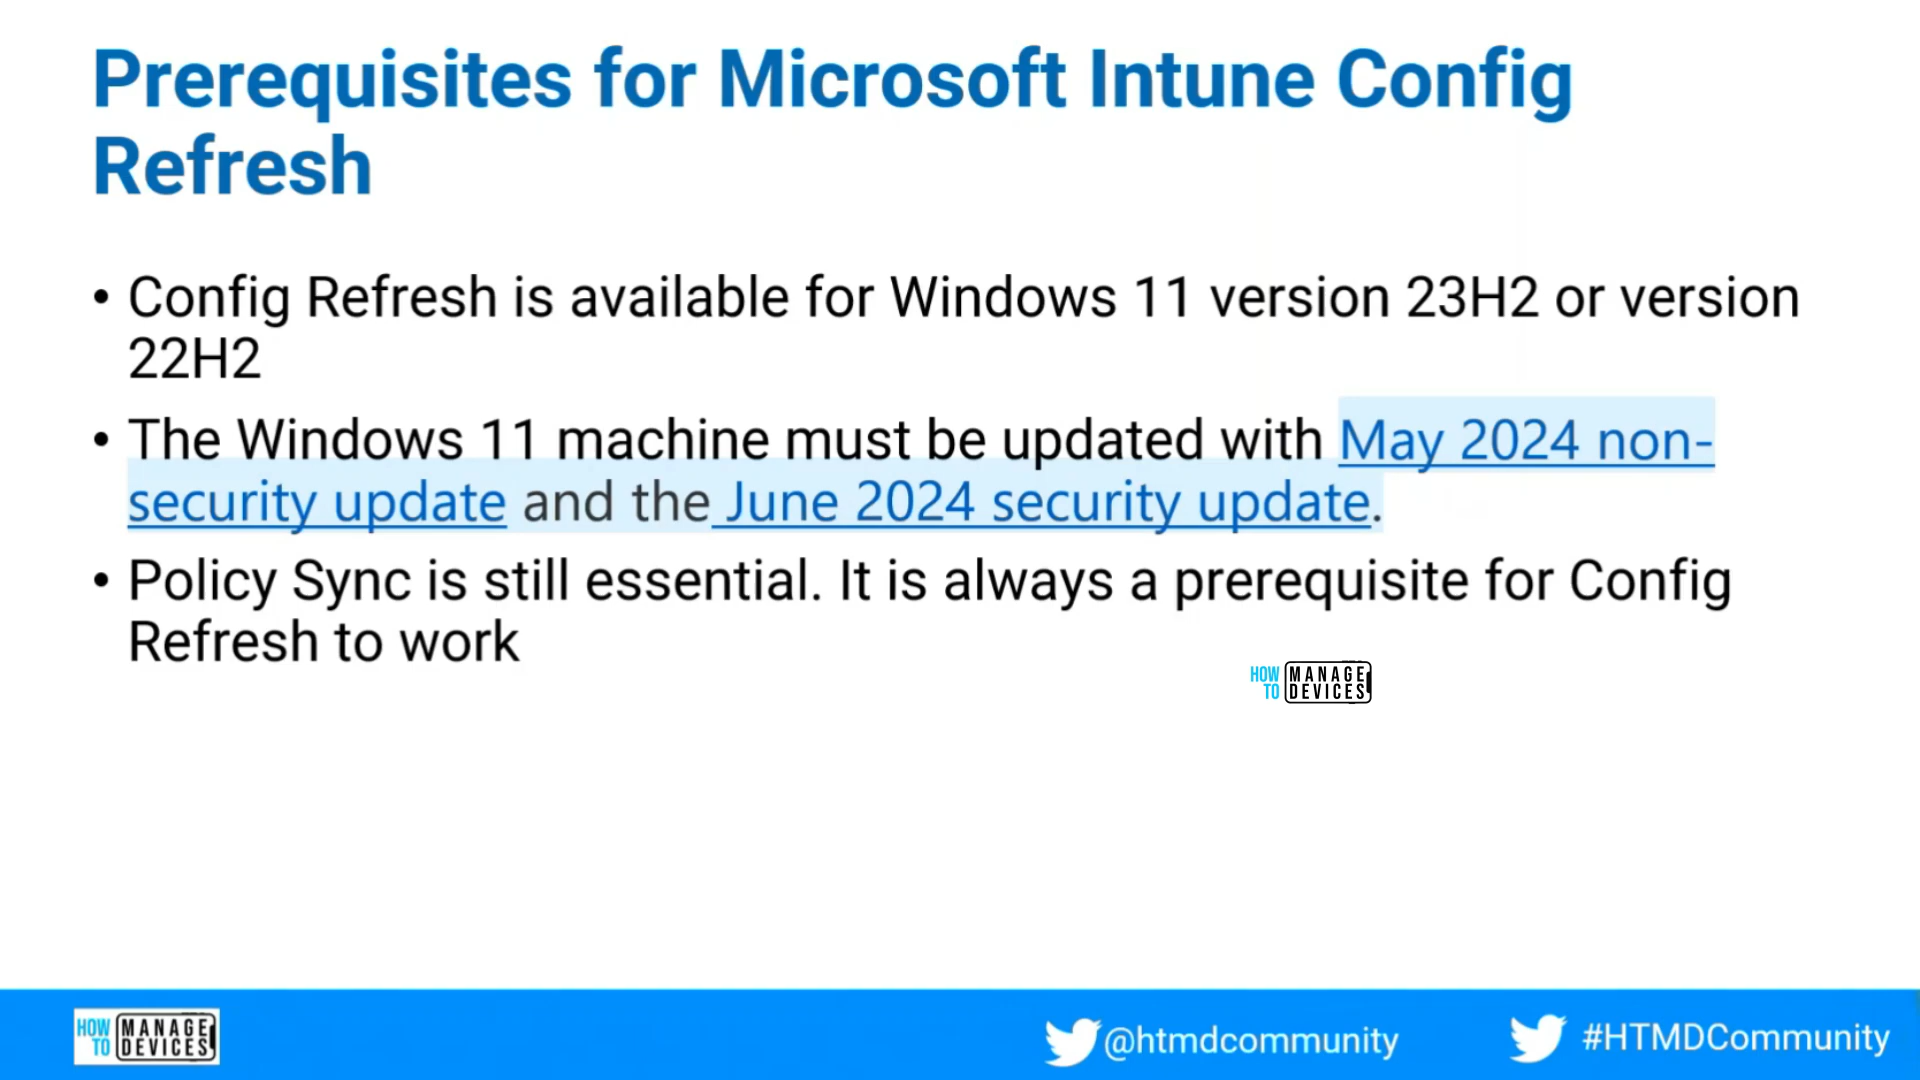 Prerequisites for Microsoft Intune Config
Refresh
• Config Refresh is available for Windows 11 version 23H2 or version
22H2
• The Windows 11 machine must be updated with May 2024 non-
security update and the June 2024 security update.
• Policy Sync is still essential. It is always a prerequisite for Config
Refresh to work
HOW MANAGE
TO DEVICES
HOW MANAGE
TO DEVICES
@htmdcommunity
#HTMDCommunity